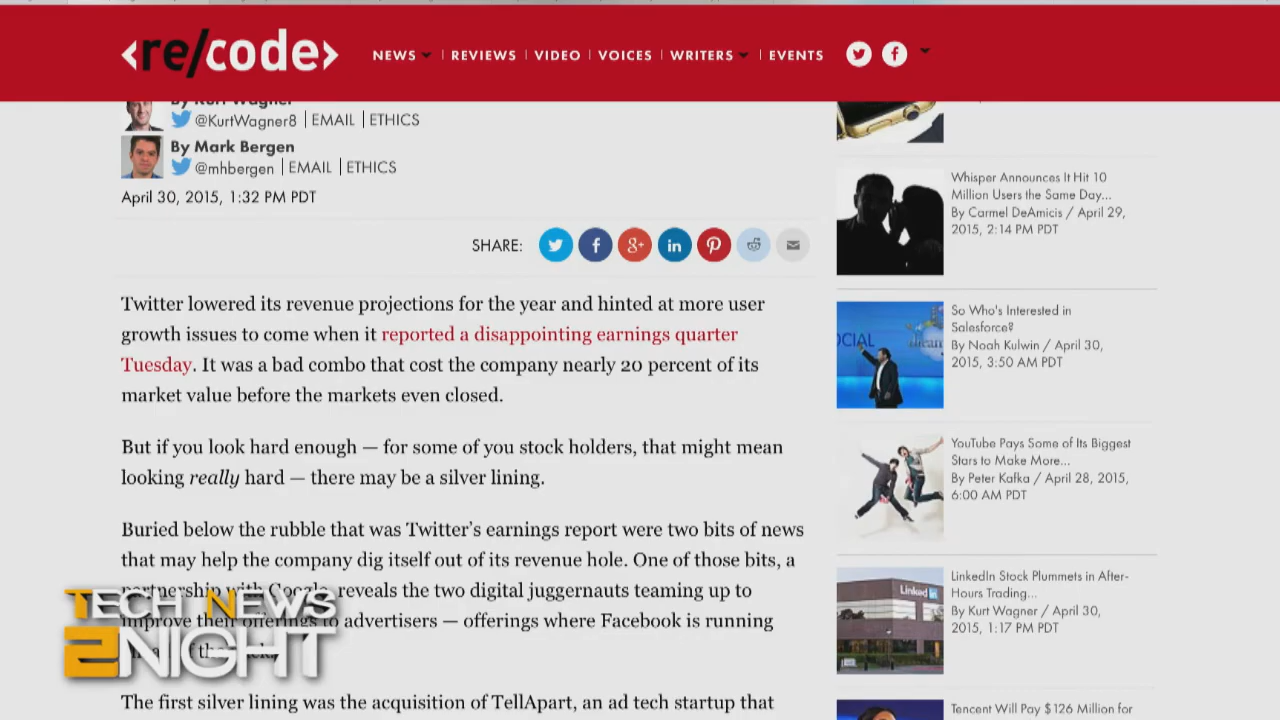 <re/code>
NEWS
REVIEWS
VIDEO
VOICES
WRITERS
EVENTS
By Kurt Wagner
@KurtWagner8 | EMAIL | ETHICS
By Mark Bergen
@mhbergen | EMAIL | ETHICS
April 30, 2015, 1:32 PM PDT
SHARE:
Twitter lowered its revenue projections for the year and hinted at more user
growth issues to come when it reported a disappointing earnings quarter
Tuesday. It was a bad combo that cost the company nearly 20 percent of its
market value before the markets even closed.
But if you look hard enough — for some of you stock holders, that might mean
looking really hard — there may be a silver lining.
Buried below the rubble that was Twitter's earnings report were two bits of news
that may help the company dig itself out of its revenue hole. One of those bits, a
partnership with Google, reveals the two digital juggernauts teaming up to
improve their offerings to advertisers — offerings where Facebook is running
The first silver lining was the acquisition of TellApart, an ad tech startup that
Whisper Announces It Hit 10
Million Users the Same Day...
By Carmel DeAmicis / April 29,
2015, 2:14 PM PDT
So Who's Interested in
Salesforce?
By Noah Kulwin / April 30,
2015, 3:50 AM PDT
YouTube Pays Some of Its Biggest
Stars to Make More...
By Peter Kafka / April 28, 2015,
6:00 AM PDT
LinkedIn
LinkedIn Stock Plummets in After-
Hours Trading...
By Kurt Wagner / April 30,
2015, 1:17 PM PDT
Tencent Will Pay $126 Million for
TECH NEWS
2NIGHT